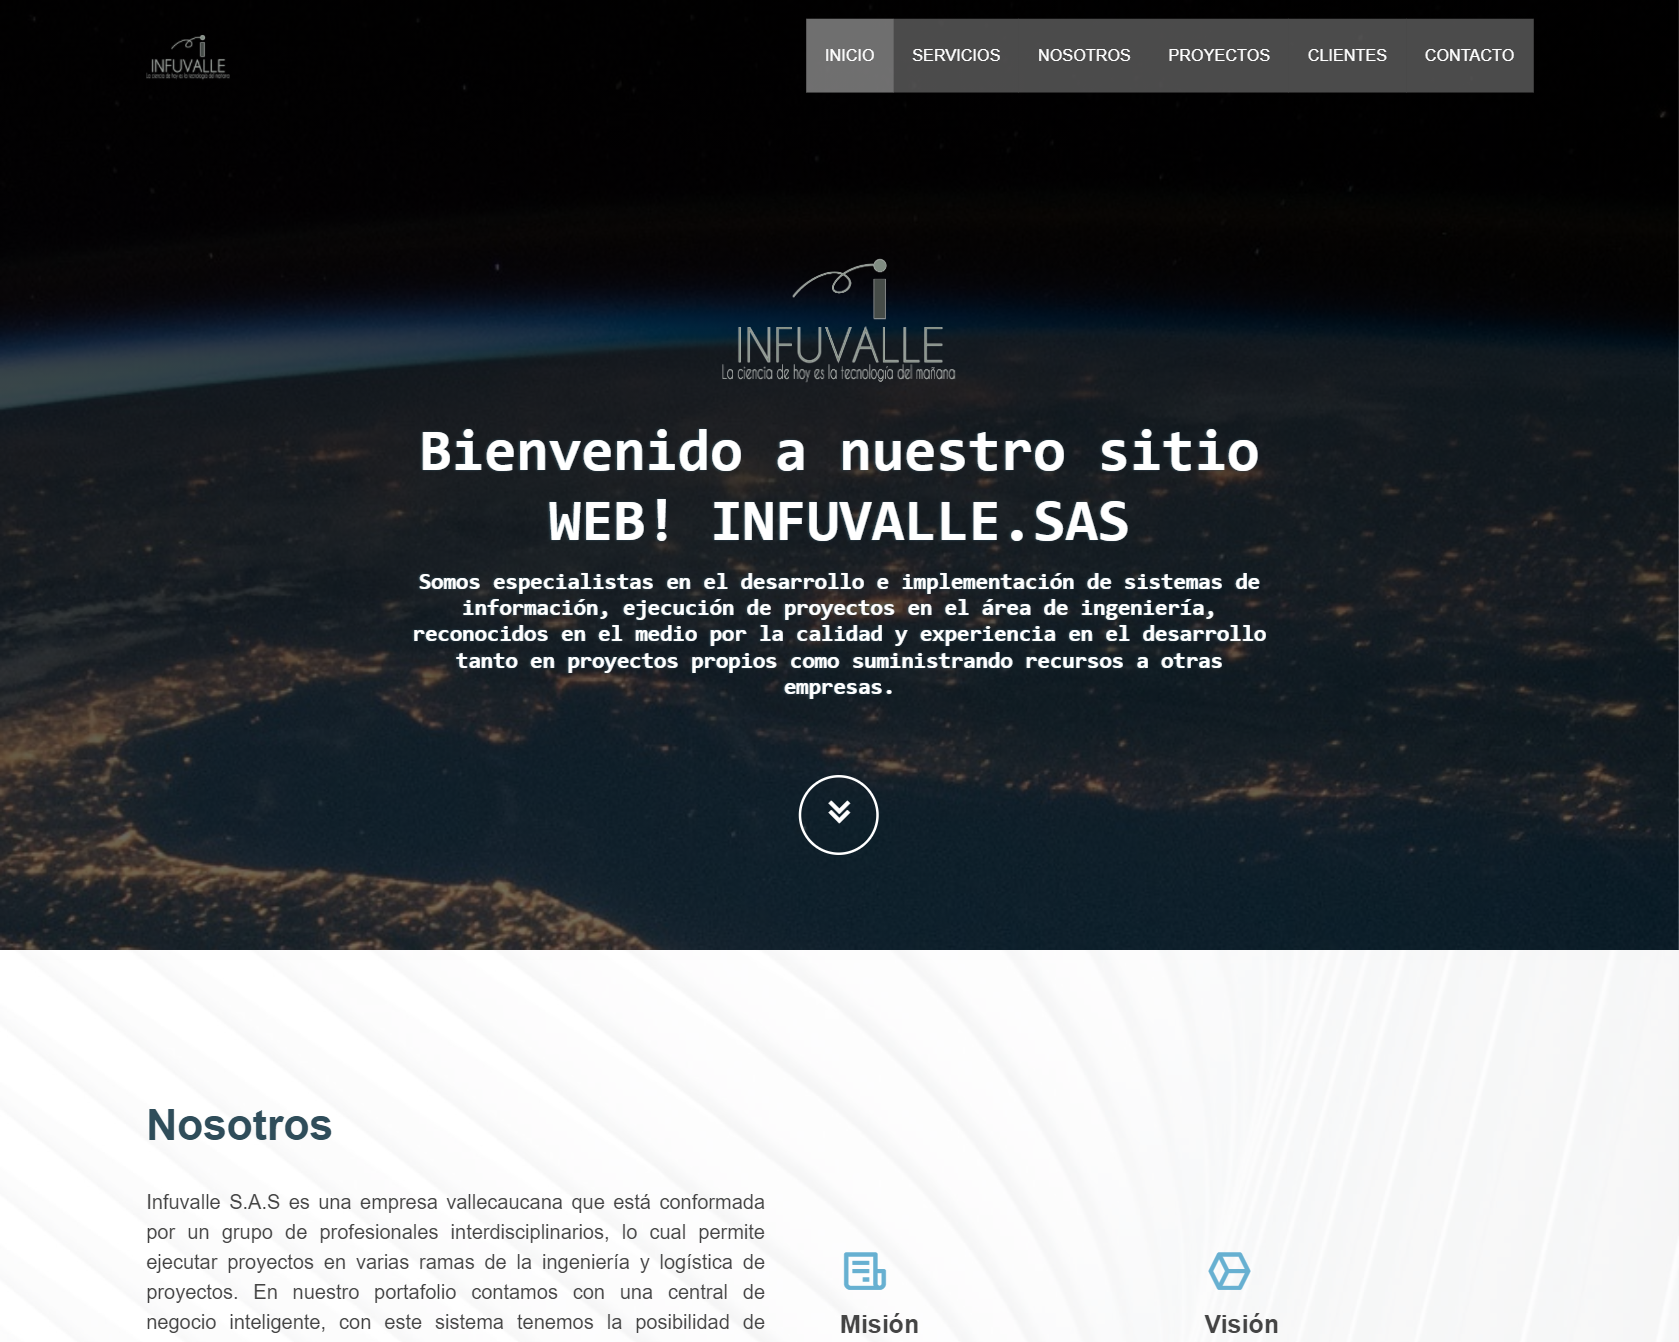 INFUVALLE
La ciencia de hoy es la tecnología del mañana
INICIO SERVICIOS NOSOTROS PROYECTOS CLIENTES CONTACTO
INFUVALLE
La ciencia de hoy es la tecnología del mañana
Bienvenido a nuestro sitio
WEB! INFUVALLE.SAS
Somos especialistas en el desarrollo e implementación de sistemas de
información, ejecución de proyectos en el área de ingeniería,
reconocidos en el medio por la calidad y experiencia en el desarrollo
tanto en proyectos propios como suministrando recursos a otras
empresas.
Nosotros
Infuvalle S.A.S es una empresa vallecaucana que está conformada
por un grupo de profesionales interdisciplinarios, lo cual permite
ejecutar proyectos en varias ramas de la ingeniería y logística de
proyectos. En nuestro portafolio contamos con una central de
negocio inteligente, con este sistema tenemos la posibilidad de
Misión
Visión